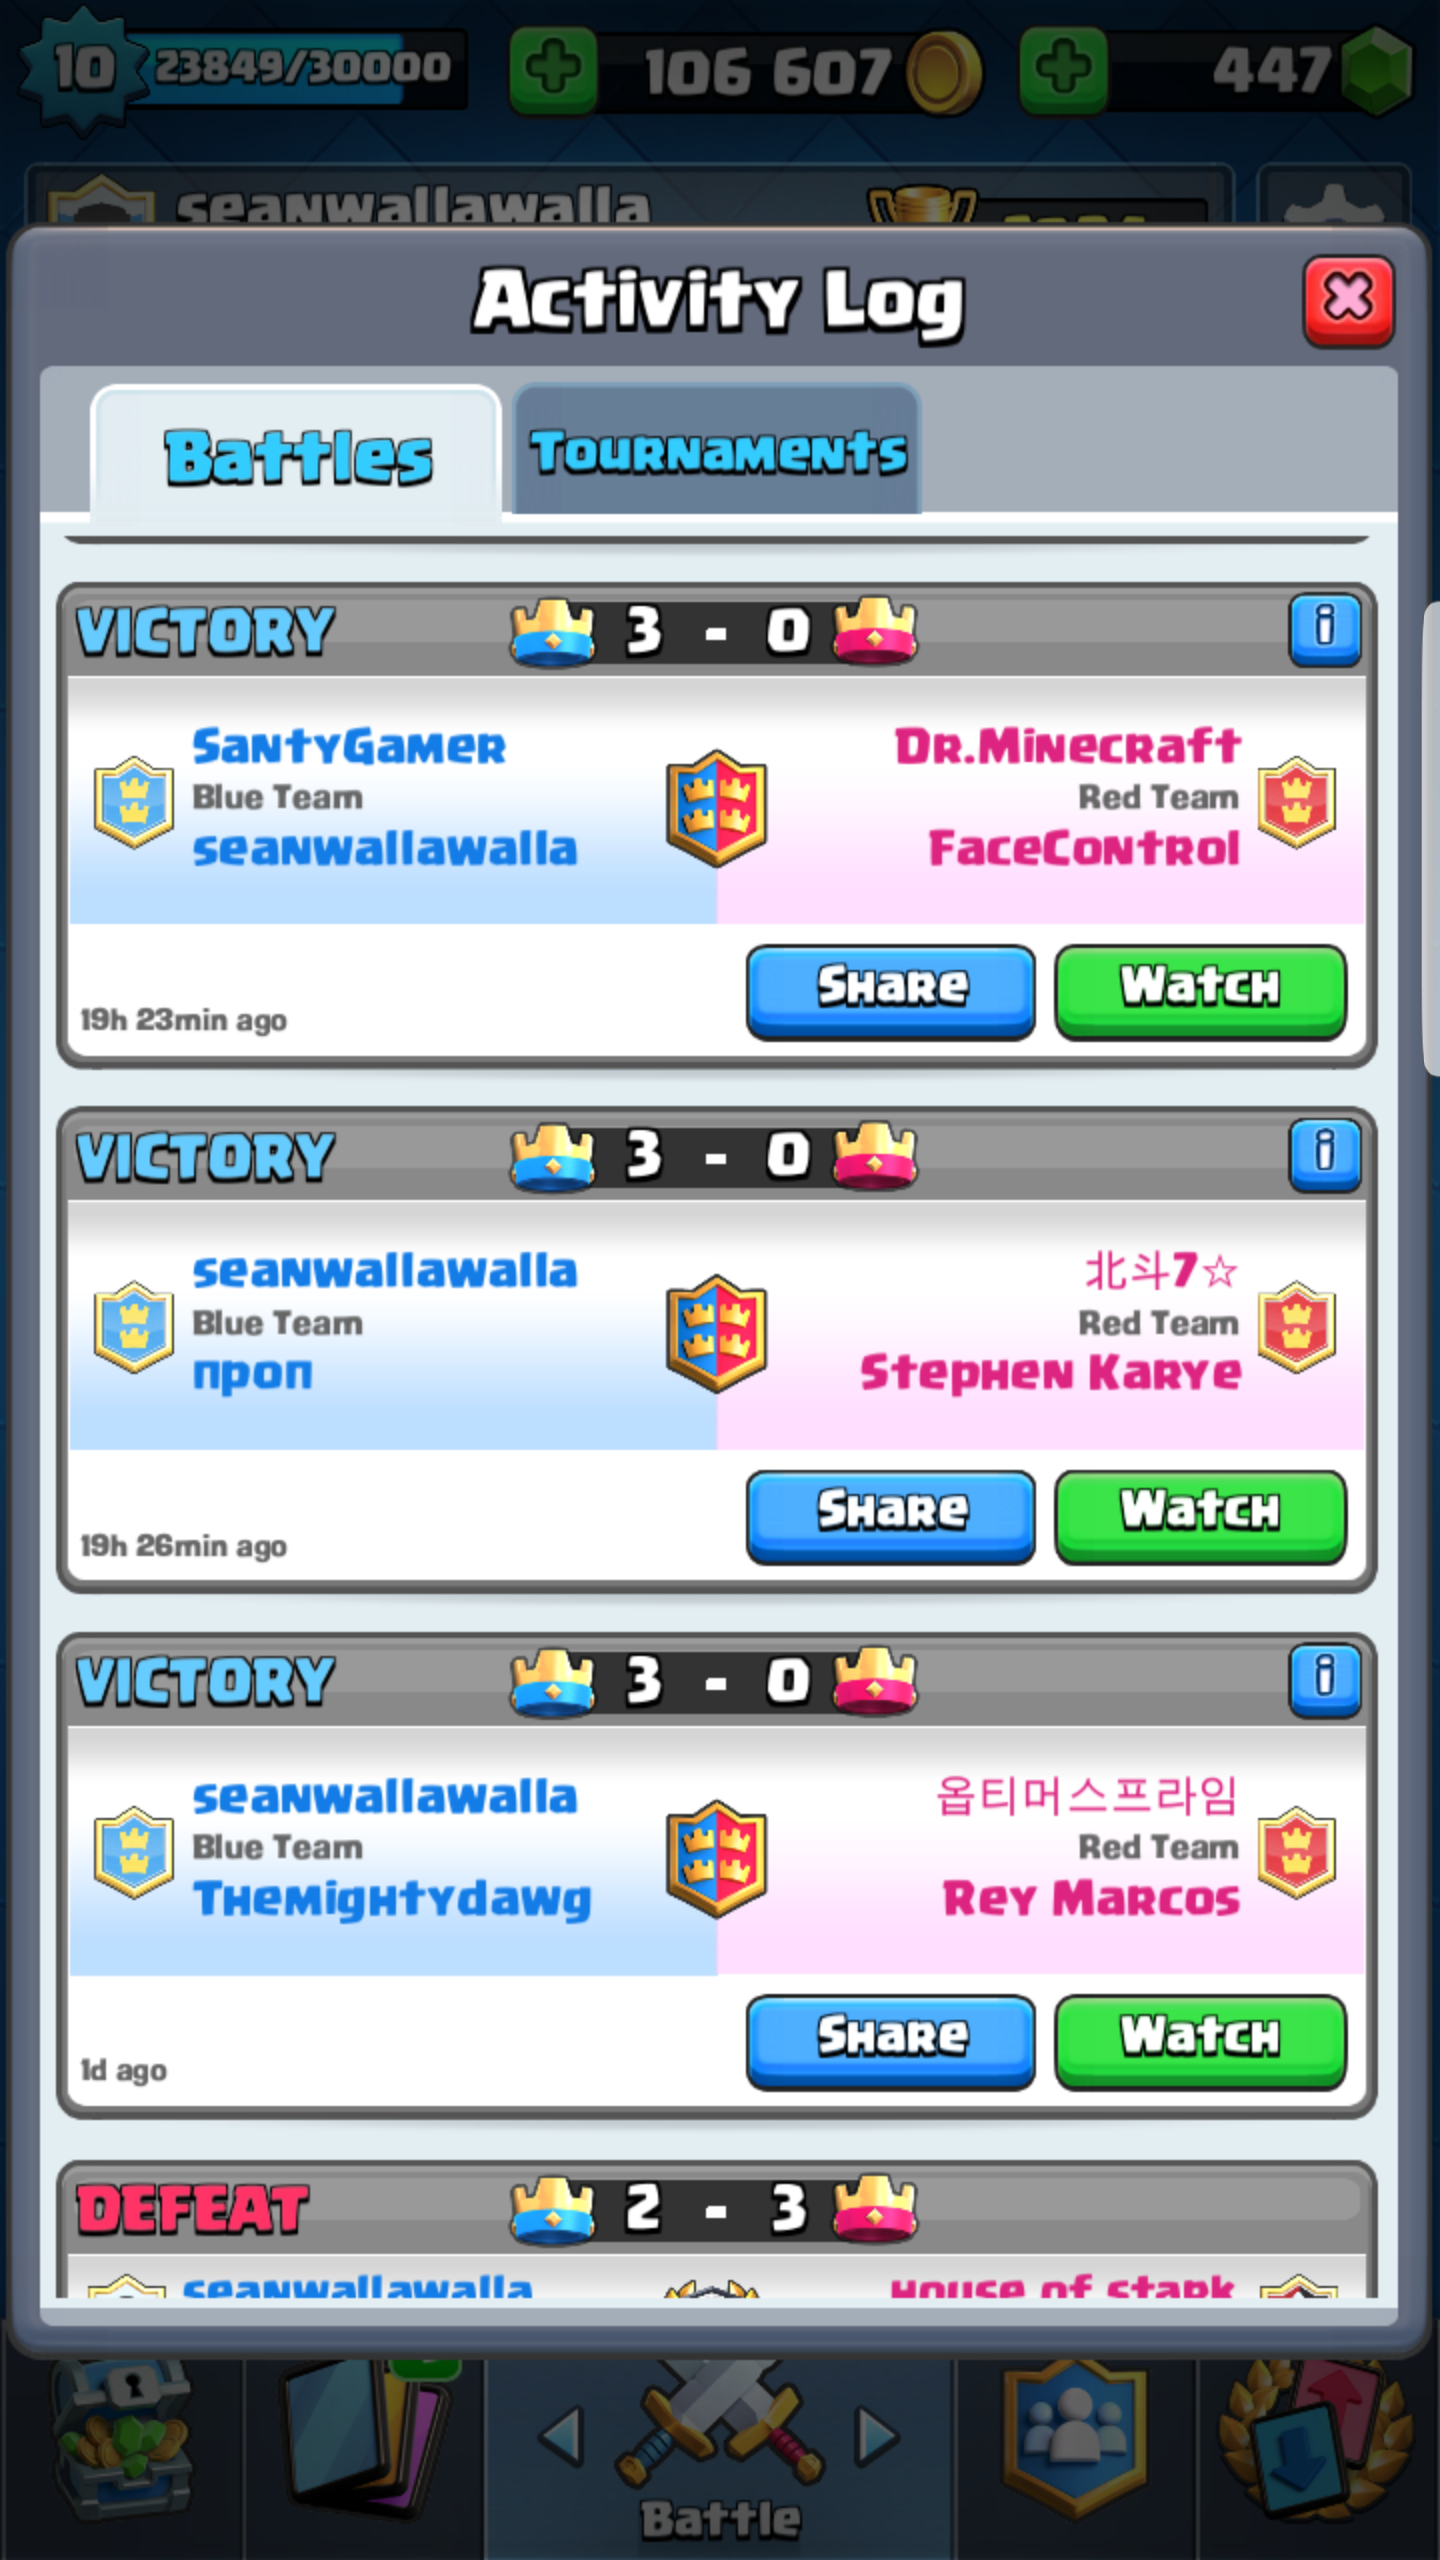 10 23849/30000 106 607 447
seanwallawalla
Activity Log
Battles Tournaments
VICTORY 3 - 0 i
SantyGamer Dr.Minecraft
Blue Team Red Team
seanwallawalla FaceControl
Share Watch
19h 23min ago
VICTORY 3 - 0 i
seanwallawalla 北斗7☆
Blue Team Red Team
проп Stephen Karye
Share Watch
19h 26min ago
VICTORY 3 - 0 i
seanwallawalla 옵티머스프라임
Blue Team Red Team
TheMightydawg Rey Marcos
Share Watch
1d ago
DEFEAT 2 - 3
seanwallawalla House of stark
Battle